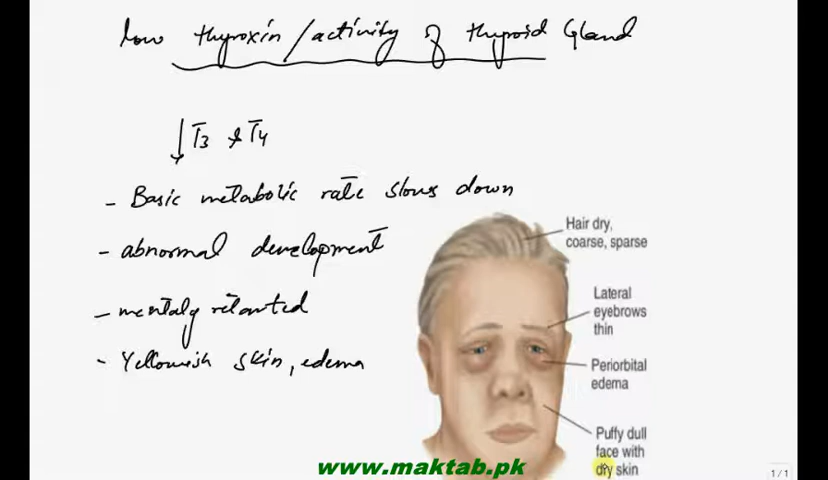 low thyroxin/activity of thyroid Gland
↓ T3 & T4
- Basic metabolic rate slows down
- abnormal development
- mentaly retarted
- Yellowish skin, edema
Hair dry,
coarse, sparse
Lateral
eyebrows
thin
Periorbital
edema
Puffy dull
face with
dry skin
www.maktab.pk
1/1